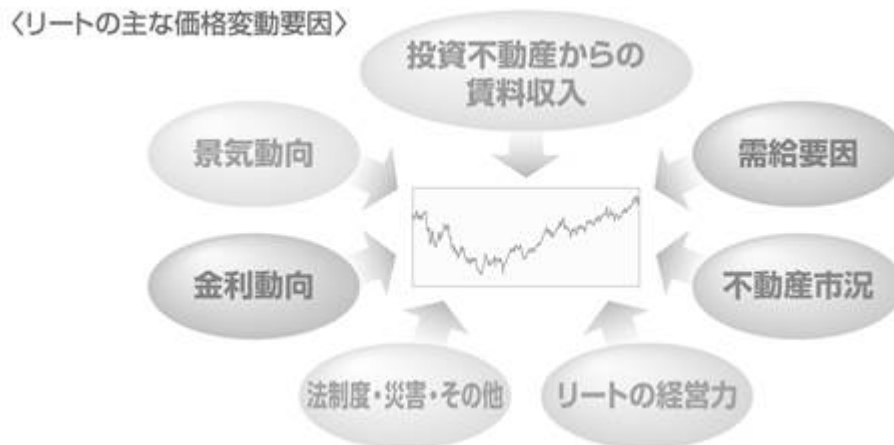 〈リートの主な価格変動要因〉
投資不動産からの
賃料収入
景気動向
需給要因
金利動向
不動産市況
法制度・災害・その他
リートの経営力